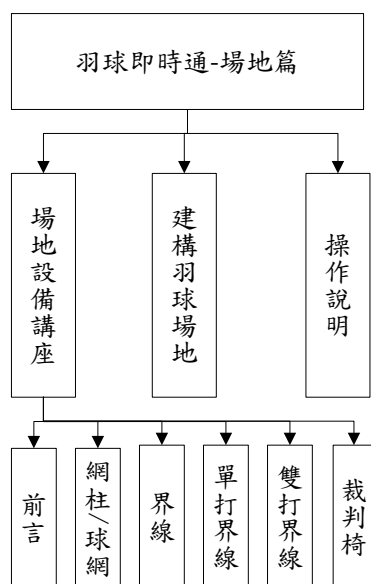 羽球即時通-場地篇
場地設備講座
建構羽球場地
操作說明
前言
網柱/球網
界線
單打界線
雙打界線
裁判椅